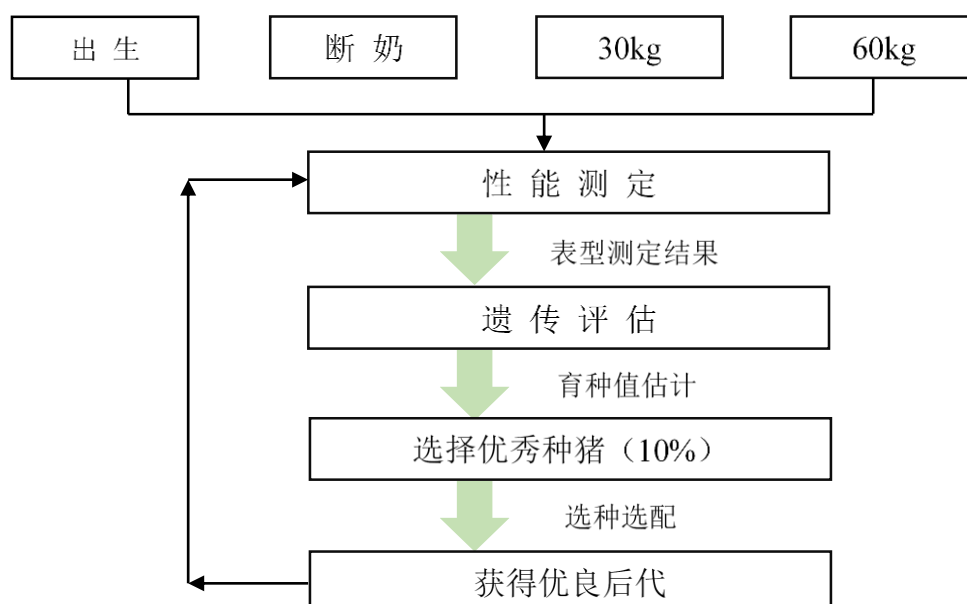 出 生
断 奶
30kg
60kg
性 能 测 定
表型测定结果
遗 传 评 估
育种值估计
选择优秀种猪（10%）
选种选配
获得优良后代